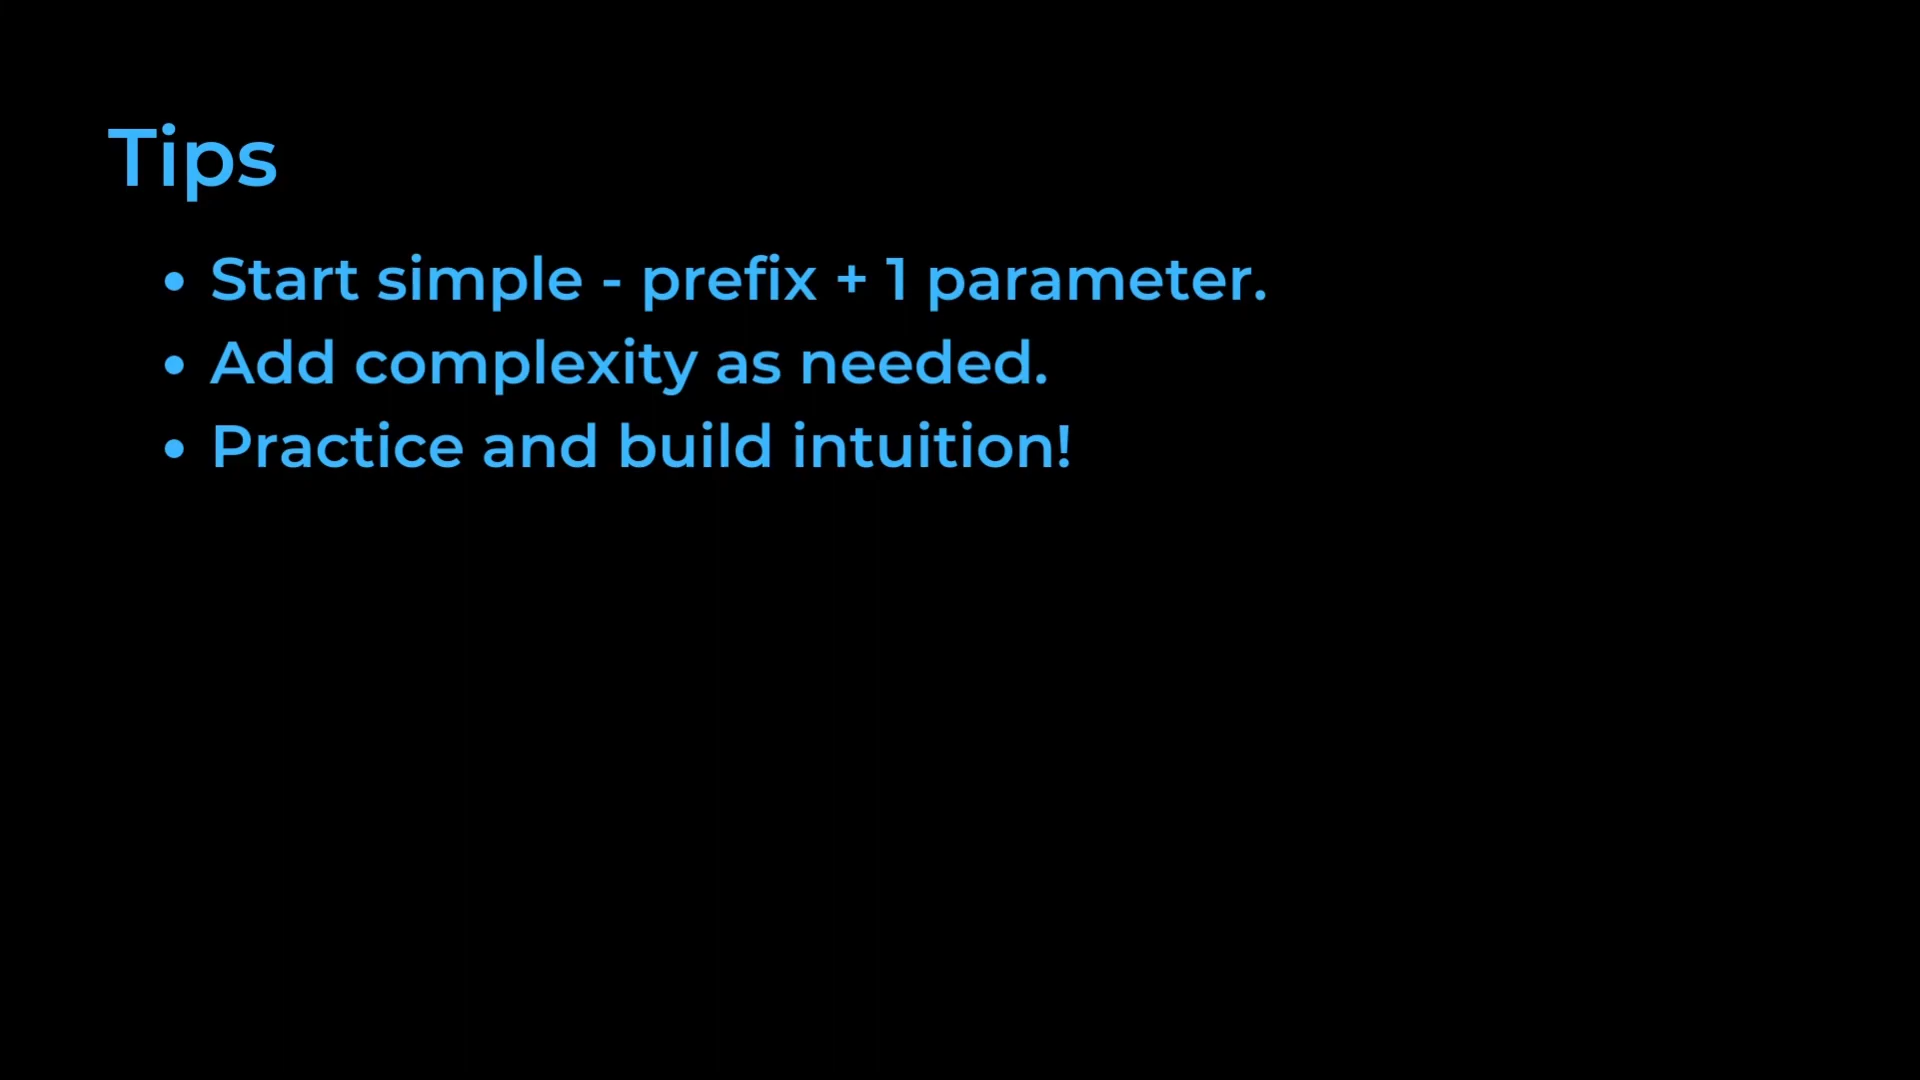 Tips
• Start simple - prefix + 1 parameter.
• Add complexity as needed.
• Practice and build intuition!